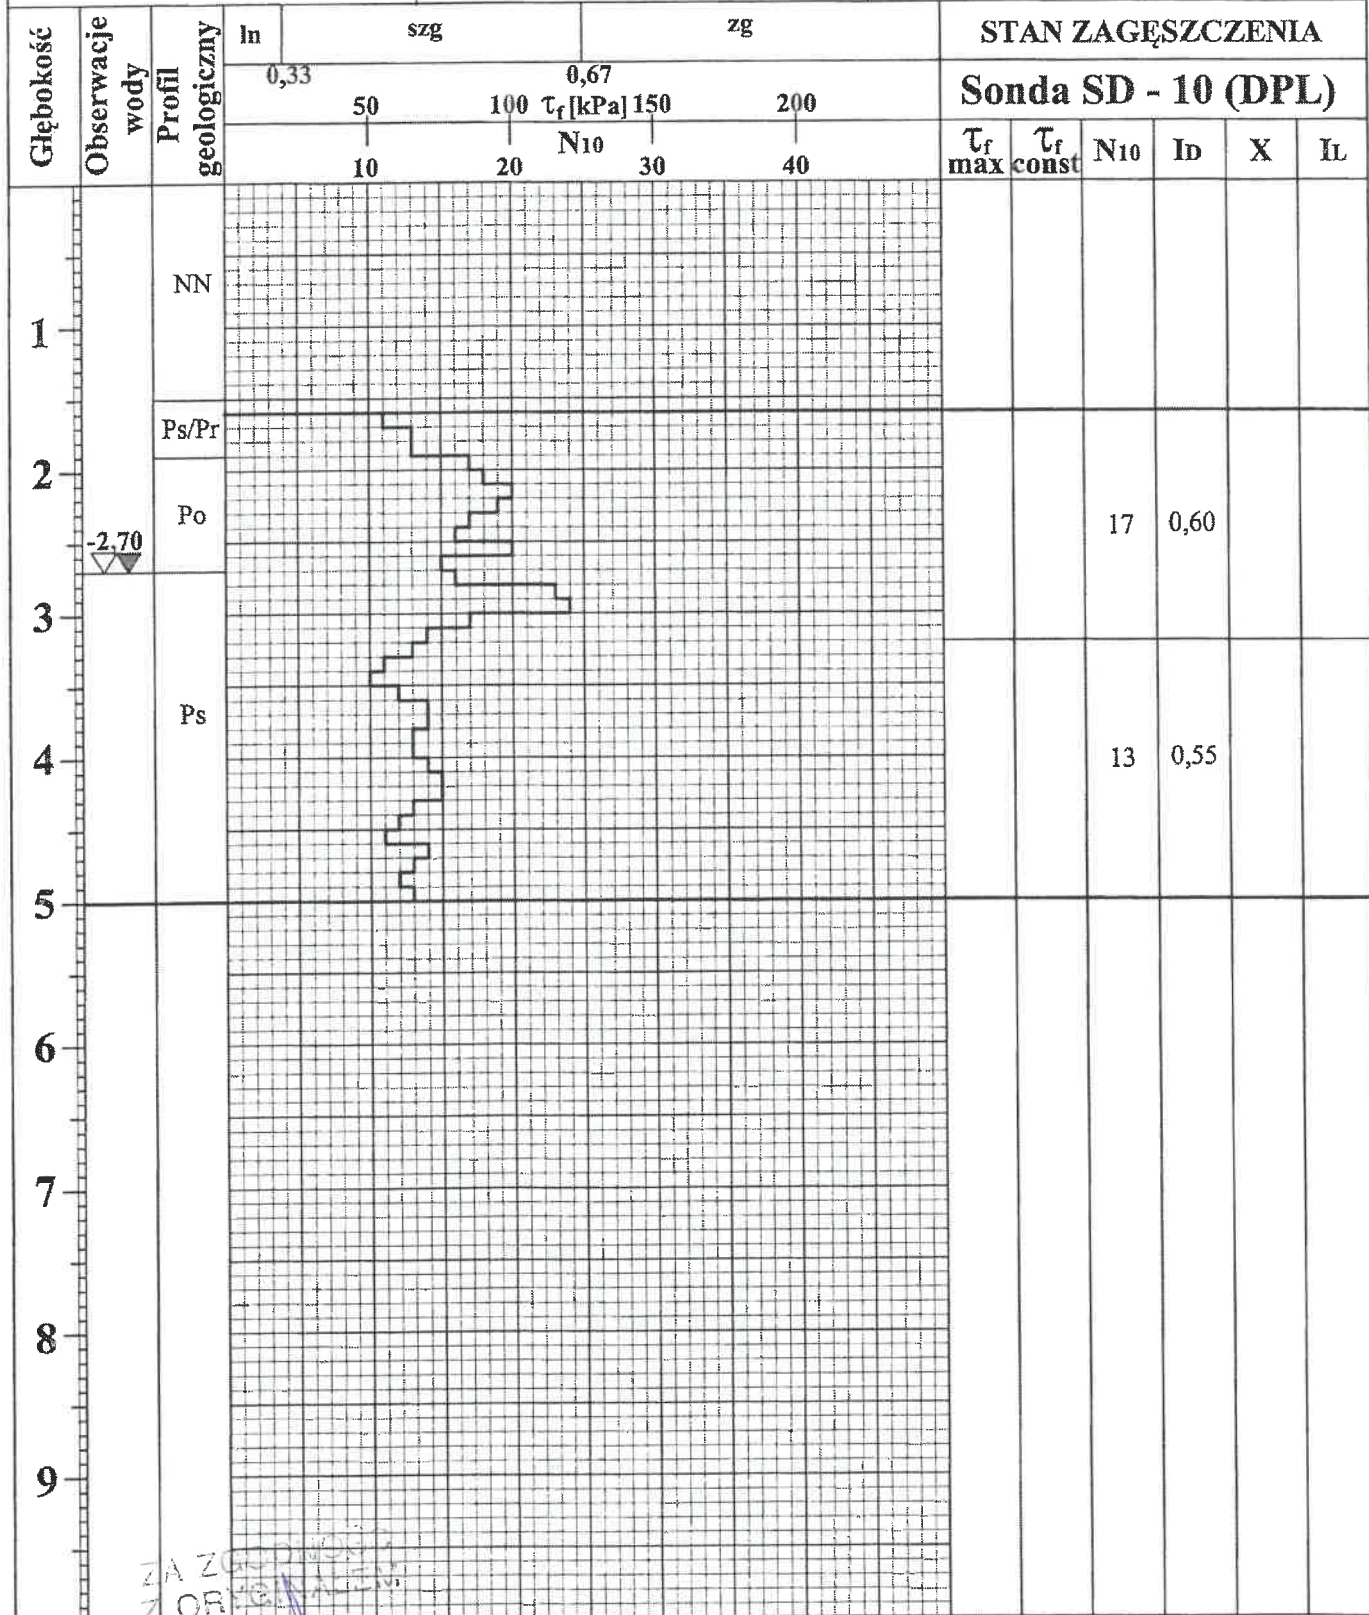 Głębokość
Obserwacje wody
Profil geologiczny
ln szg zg
0,33 0,67
50 100 τf [kPa] 150 200
N10
10 20 30 40
STAN ZAGĘSZCZENIA
Sonda SD - 10 (DPL)
τf max τf const N10 ID X IL
NN
1
Ps/Pr
2
Po
17 0,60
-2,70
3
Ps
4
13 0,55
5
6
7
8
9
ZA ZGODNOŚĆ
Z ORYGINAŁEM